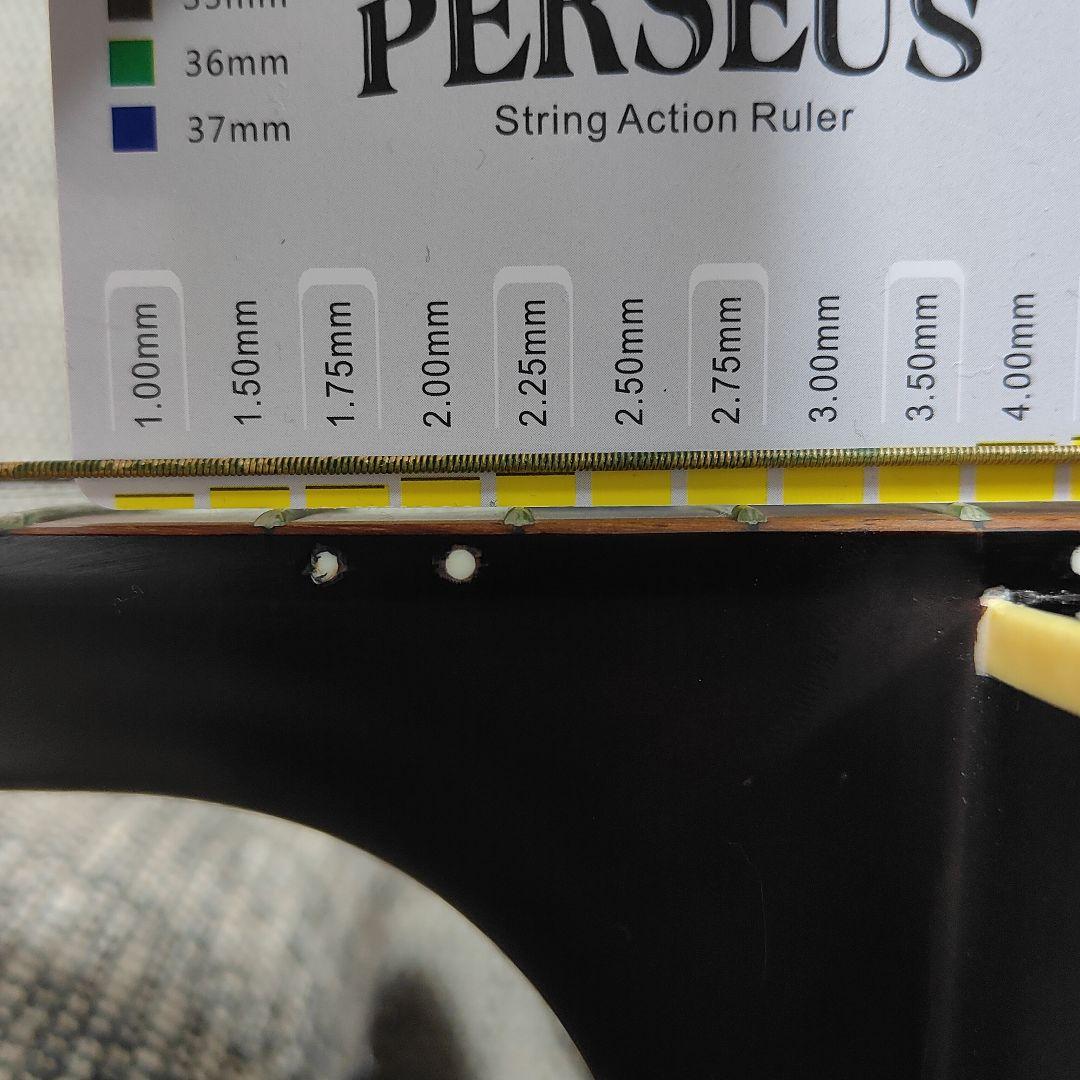 36mm
37mm
PERSEUS
String Action Ruler
1.00mm
1.50mm
1.75mm
2.00mm
2.25mm
2.50mm
2.75mm
3.00mm
3.50mm
4.00mm